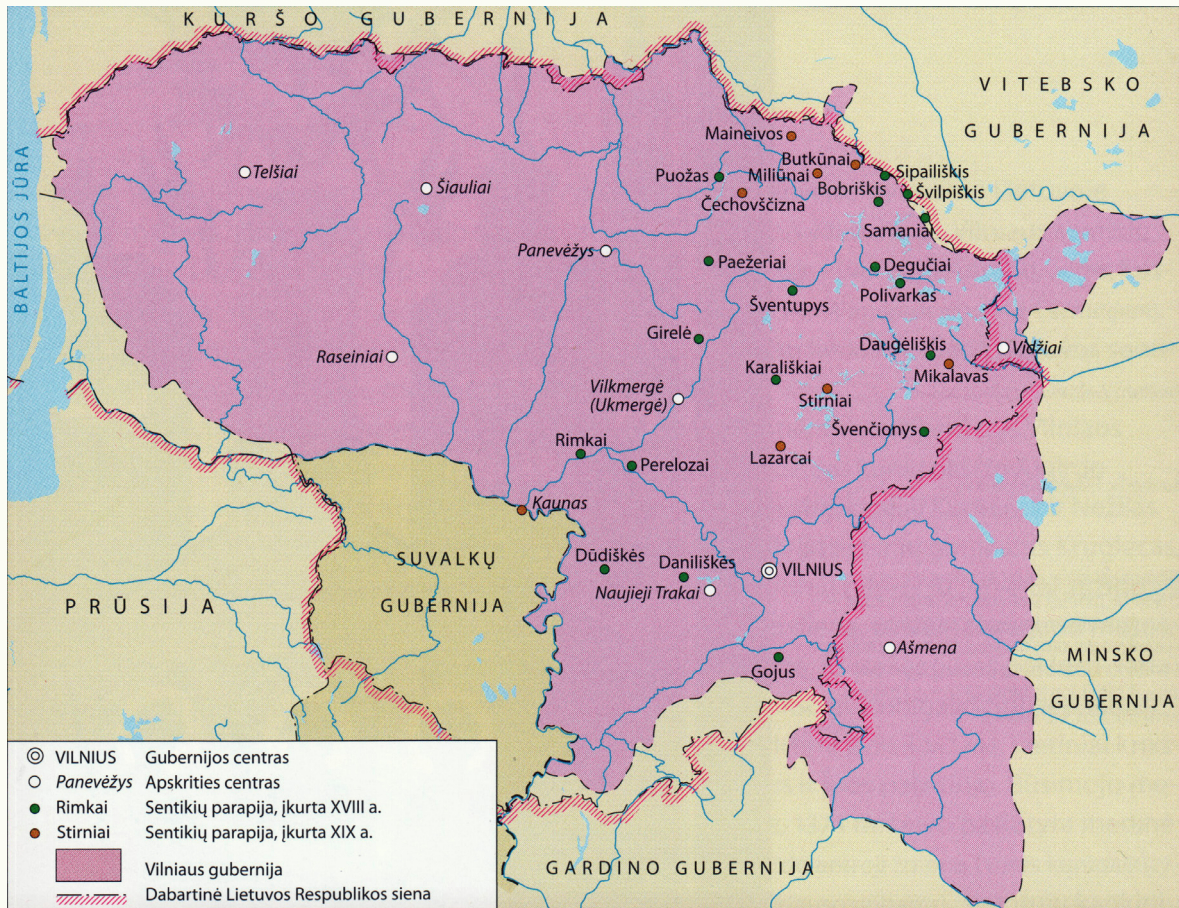 KURŠO GUBERNIJA
VITEBSKO
GUBERNIJA
BALTIJOS JŪRA
Maineivos
Butkūnai
Telšiai
Šiauliai
Puožas
Miliūnai
Sipailiškis
Bobriškis
Švilpiškis
Čechovščizna
Samaniai
Panevėžys
Paežeriai
Degučiai
Polivarkas
Šventupys
Girelė
Daugėliškis
Vidžiai
Raseiniai
Karališkiai
Mikalavas
Vilkmergė
(Ukmergė)
Stirniai
Švenčionys
Rimkai
Perelozai
Lazarcai
Kaunas
SUVALKŲ
GUBERNIJA
Dūdiškės
Daniliškės
VILNIUS
Naujieji Trakai
PRŪSIJA
Ašmena
MINSKO
GUBERNIJA
Gojus
GARDINO GUBERNIJA
VILNIUS Gubernijos centras
Panevėžys Apskrities centras
Rimkai Sentikių parapija, įkurta XVIII a.
Stirniai Sentikių parapija, įkurta XIX a.
Vilniaus gubernija
Dabartinė Lietuvos Respublikos siena